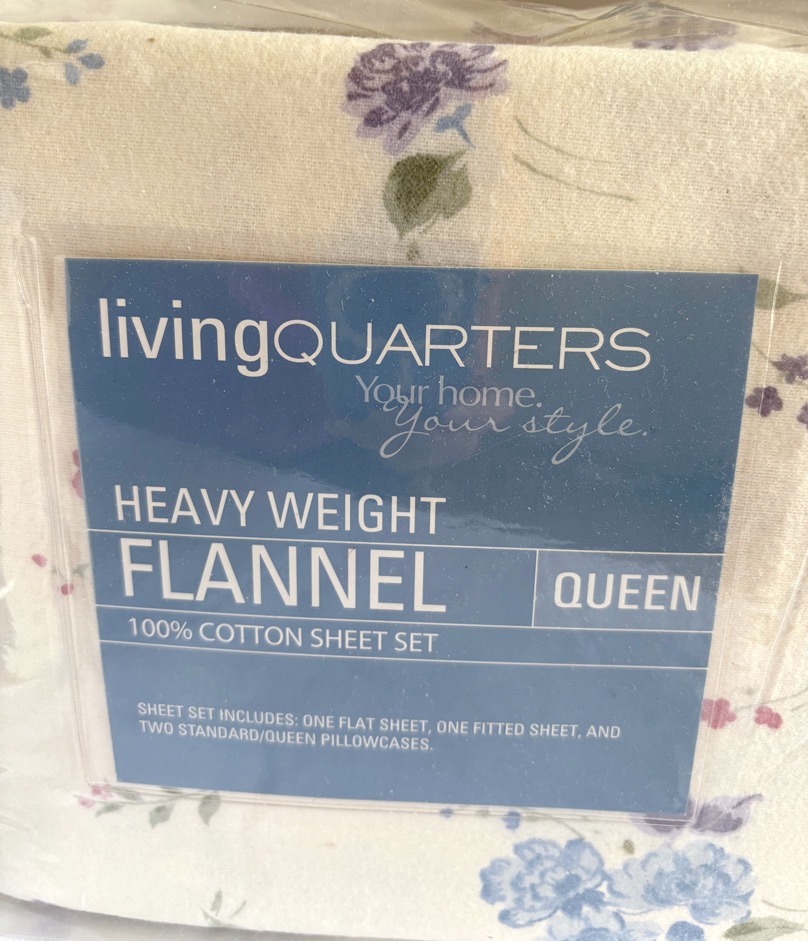 livingQUARTERS
Your home.
Your style.
HEAVY WEIGHT
FLANNEL
QUEEN
100% COTTON SHEET SET
SHEET SET INCLUDES: ONE FLAT SHEET, ONE FITTED SHEET, AND
TWO STANDARD/QUEEN PILLOWCASES.